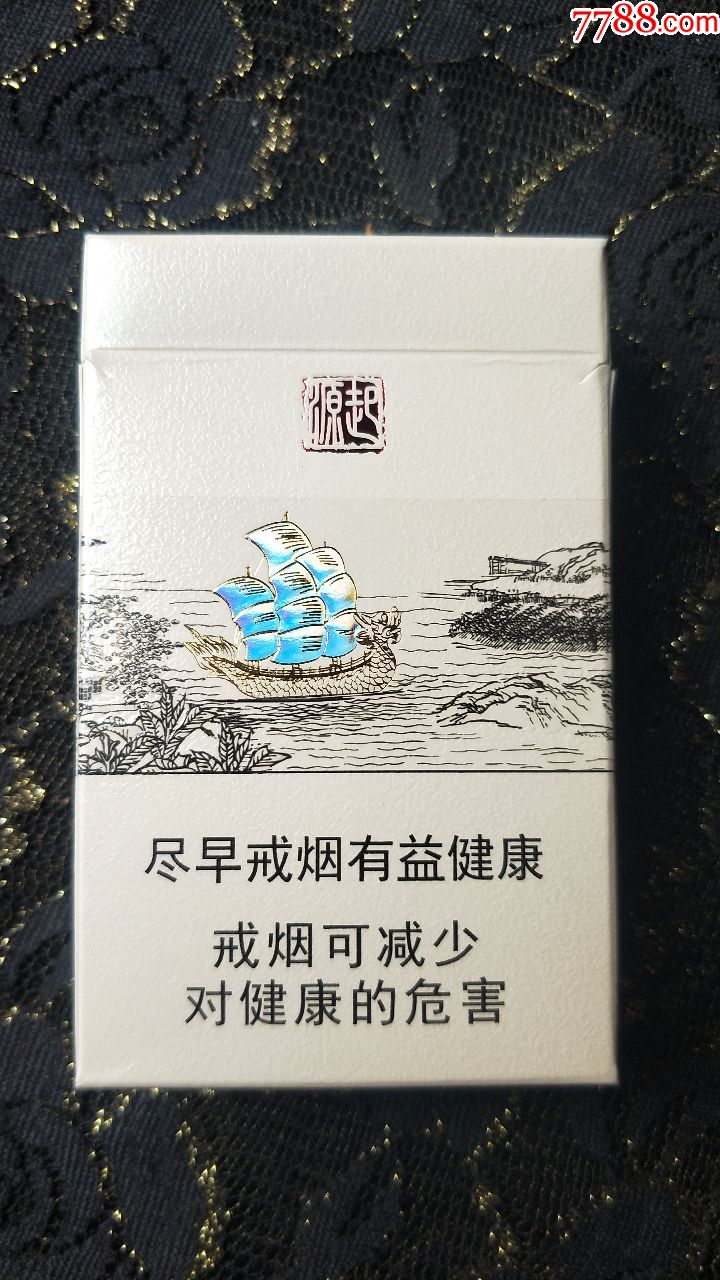 7788.com
源起
尽早戒烟有益健康
戒烟可减少
对健康的危害